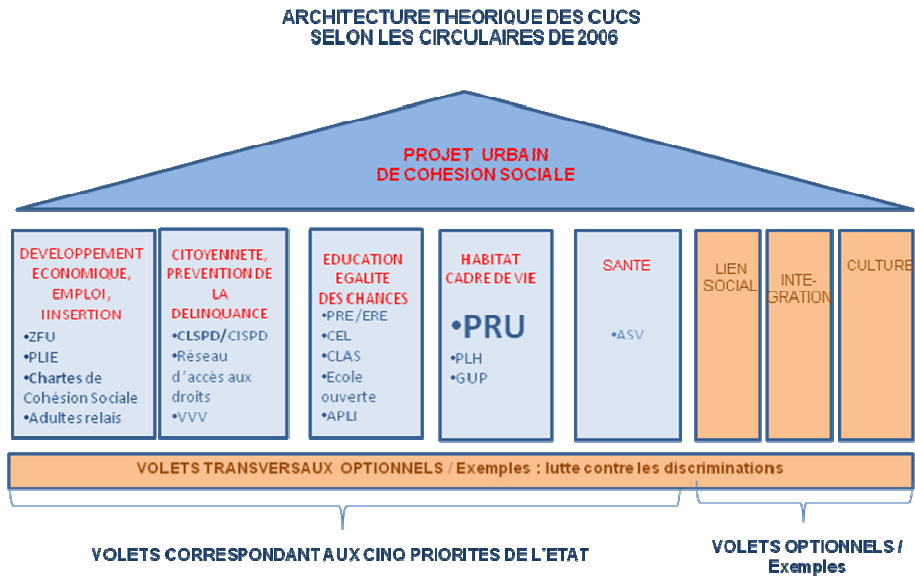 ARCHITECTURE THEORIQUE DES CUCS
SELON LES CIRCULAIRES DE 2006
PROJET URBAIN
DE COHESION SOCIALE
DEVELOPPEMENT
ECONOMIQUE,
EMPLOI,
IINSERTION
•ZFU
•PLIE
•Chartes de
Cohésion Sociale
•Adultes relais
CITOYENNETE,
PREVENTION DE
LA
DELINQUANCE
•CLSPD/CISPD
•Réseau
d'accès aux
droits
•VVV
EDUCATION
EGALITE
DES CHANCES
•PRE/ERE
•CEL
•CLAS
•Ecole
ouverte
•APLI
HABITAT
CADRE DE VIE
•PRU
•PLH
•GUP
SANTE
•ASV
LIEN
SOCIAL
INTE-
GRATION
CULTURE
VOLETS TRANSVERSAUX OPTIONNELS / Exemples : lutte contre les discriminations
VOLETS CORRESPONDANT AUX CINQ PRIORITES DE L'ETAT
VOLETS OPTIONNELS /
Exemples